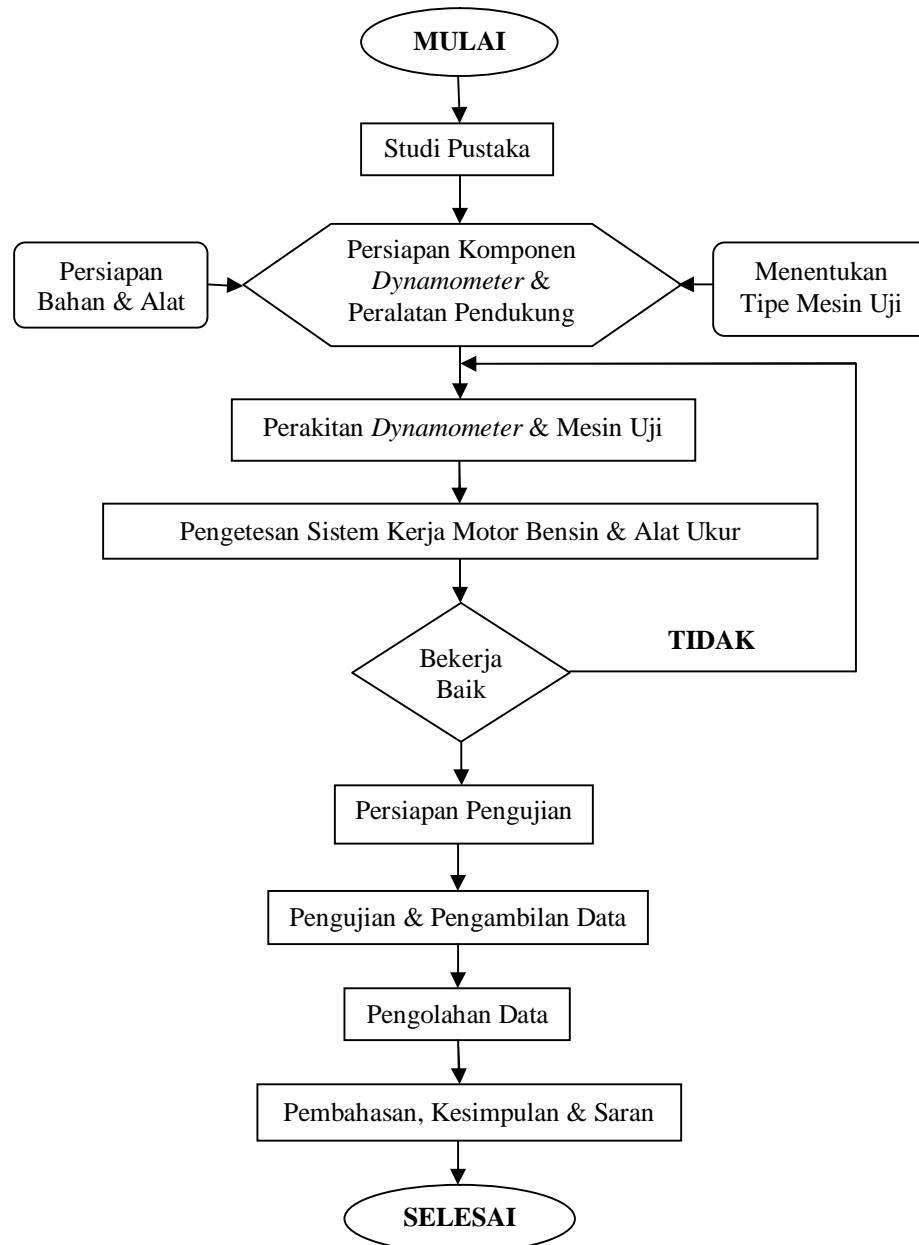 MULAI
Studi Pustaka
Persiapan
Bahan & Alat
Persiapan Komponen
Dynamometer &
Peralatan Pendukung
Menentukan
Tipe Mesin Uji
Perakitan Dynamometer & Mesin Uji
Pengetesan Sistem Kerja Motor Bensin & Alat Ukur
Bekerja
Baik
TIDAK
Persiapan Pengujian
Pengujian & Pengambilan Data
Pengolahan Data
Pembahasan, Kesimpulan & Saran
SELESAI